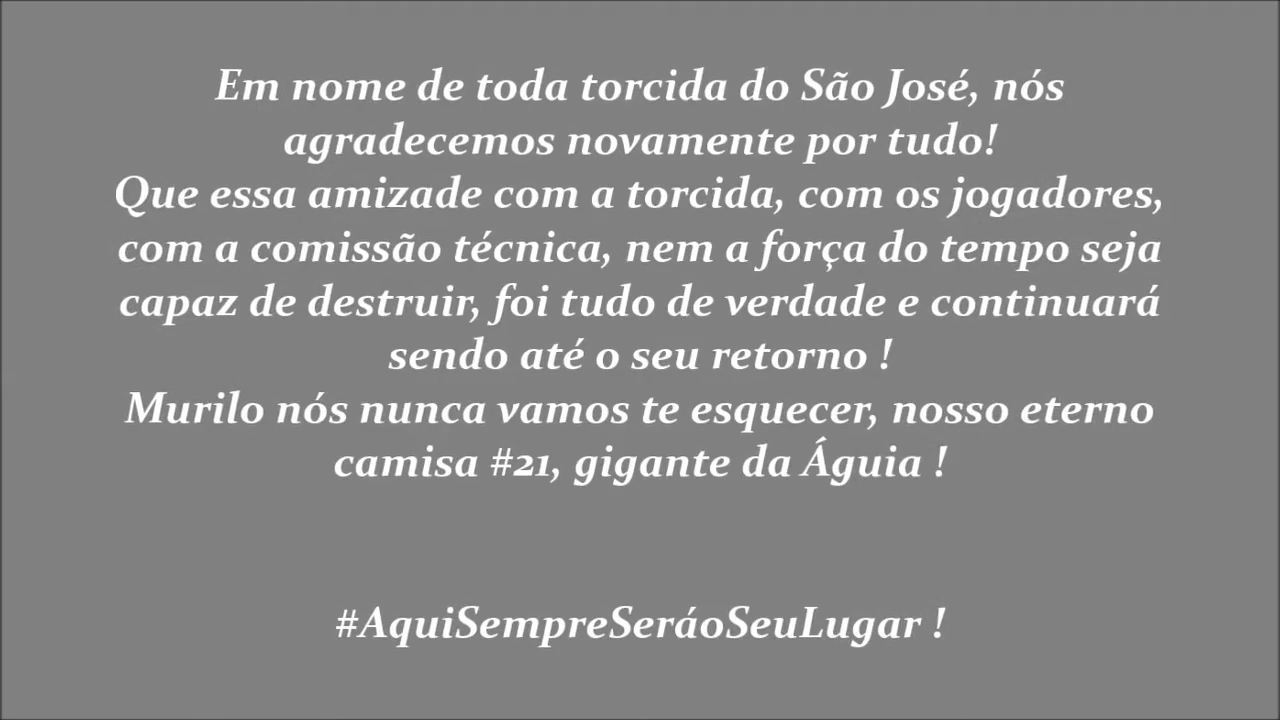 Em nome de toda torcida do São José, nós
agradecemos novamente por tudo!
Que essa amizade com a torcida, com os jogadores,
com a comissão técnica, nem a força do tempo seja
capaz de destruir, foi tudo de verdade e continuará
sendo até o seu retorno !
Murilo nós nunca vamos te esquecer, nosso eterno
camisa #21, gigante da Águia !
#AquiSempreSeráoSeuLugar !